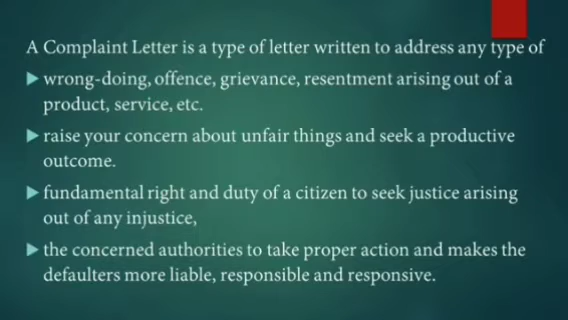 A Complaint Letter is a type of letter written to address any type of
wrong-doing, offence, grievance, resentment arising out of a
product, service, etc.
raise your concern about unfair things and seek a productive
outcome.
fundamental right and duty of a citizen to seek justice arising
out of any injustice,
the concerned authorities to take proper action and makes the
defaulters more liable, responsible and responsive.